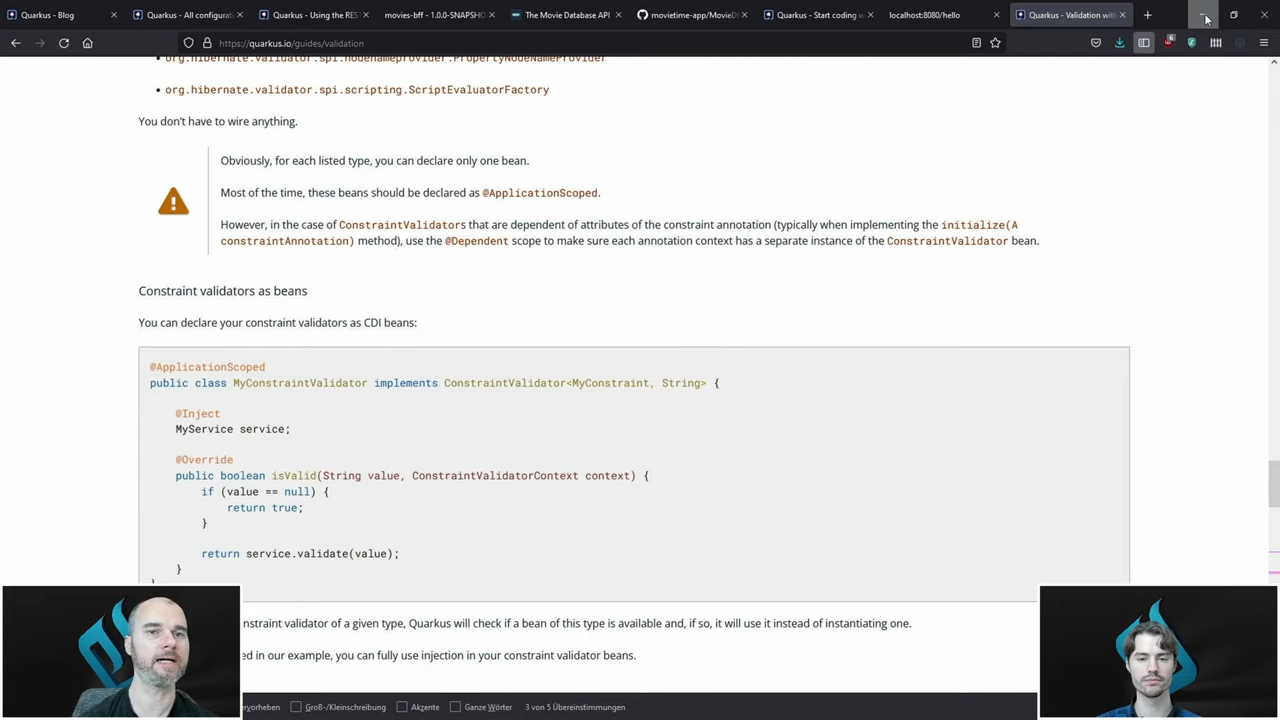 Quarkus - Blog
Quarkus - All configurat
Quarkus - Using the RES
movies-bff - 1.0.0-SNAPSHO
The Movie Database API
movietime-app/MovieD
Quarkus - Start coding w
localhost:8080/hello
Quarkus - Validation with
https://quarkus.io/guides/validation
org.hibernate.validator.spi.nodenameprovider.PropertyNodeNameProvider
• org.hibernate.validator.spi.scripting.ScriptEvaluatorFactory
You don't have to wire anything.
Obviously, for each listed type, you can declare only one bean.
Most of the time, these beans should be declared as @ApplicationScoped.
However, in the case of ConstraintValidators that are dependent of attributes of the constraint annotation (typically when implementing the initialize(A
constraintAnnotation) method), use the @Dependent scope to make sure each annotation context has a separate instance of the ConstraintValidator bean.
Constraint validators as beans
You can declare your constraint validators as CDI beans:
@ApplicationScoped
public class MyConstraintValidator implements ConstraintValidator<MyConstraint, String> {
@Inject
MyService service;
@Override
public boolean isValid(String value, ConstraintValidatorContext context) {
if (value == null) {
return true;
}
return service.validate(value);
}
nstraint validator of a given type, Quarkus will check if a bean of this type is available and, if so, it will use it instead of instantiating one.
ed in our example, you can fully use injection in your constraint validator beans.
rvorheben
Groß-/Kleinschreibung
Akzente
Ganze Wörter
3 von 5 Übereinstimmungen